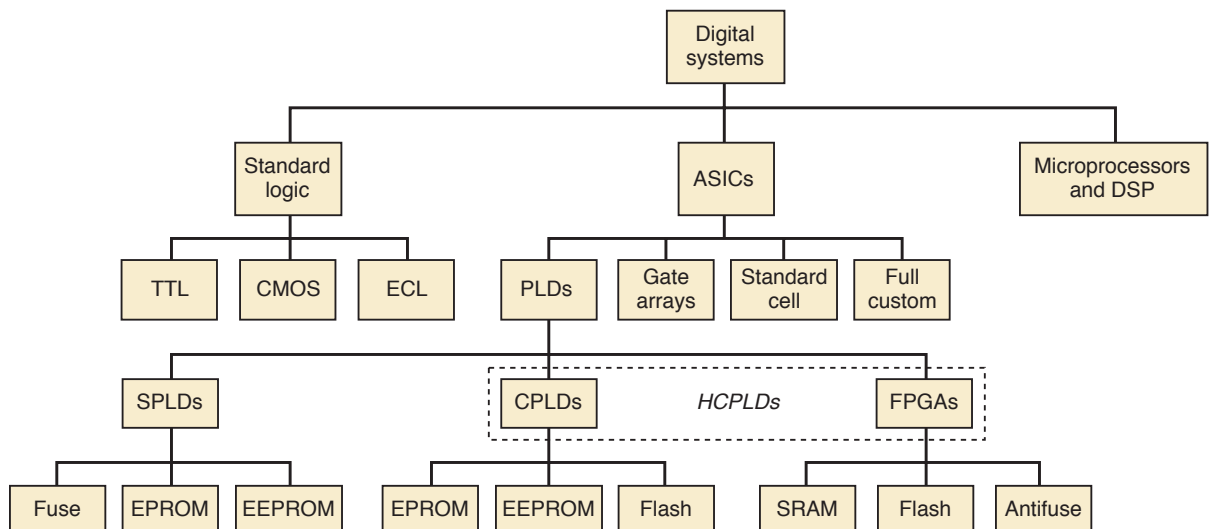 Digital
systems
Standard
logic
ASICs
Microprocessors
and DSP
TTL
CMOS
ECL
PLDs
Gate
arrays
Standard
cell
Full
custom
SPLDs
CPLDs
HCPLDs
FPGAs
Fuse
EPROM
EEPROM
EPROM
EEPROM
Flash
SRAM
Flash
Antifuse